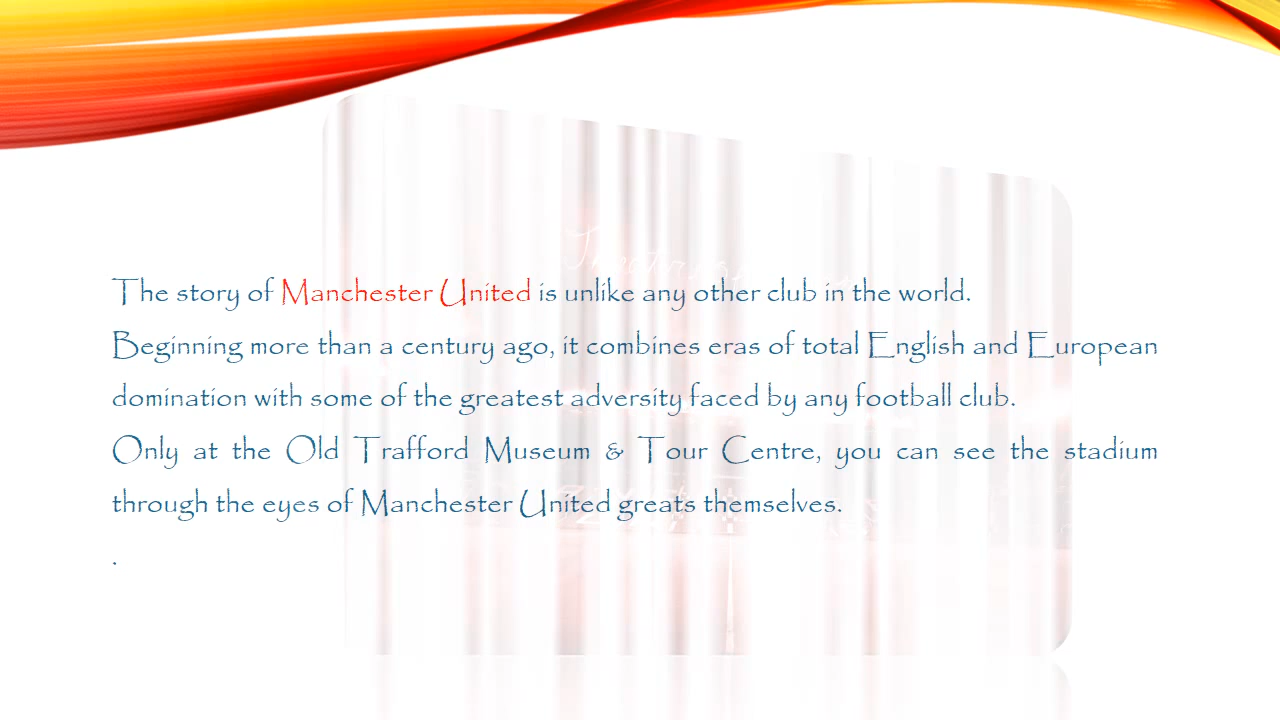 The story of Manchester United is unlike any other club in the world.
Beginning more than a century ago, it combines eras of total English and European
domination with some of the greatest adversity faced by any football club.
Only at the Old Trafford Museum & Tour Centre, you can see the stadium
through the eyes of Manchester United greats themselves.
.